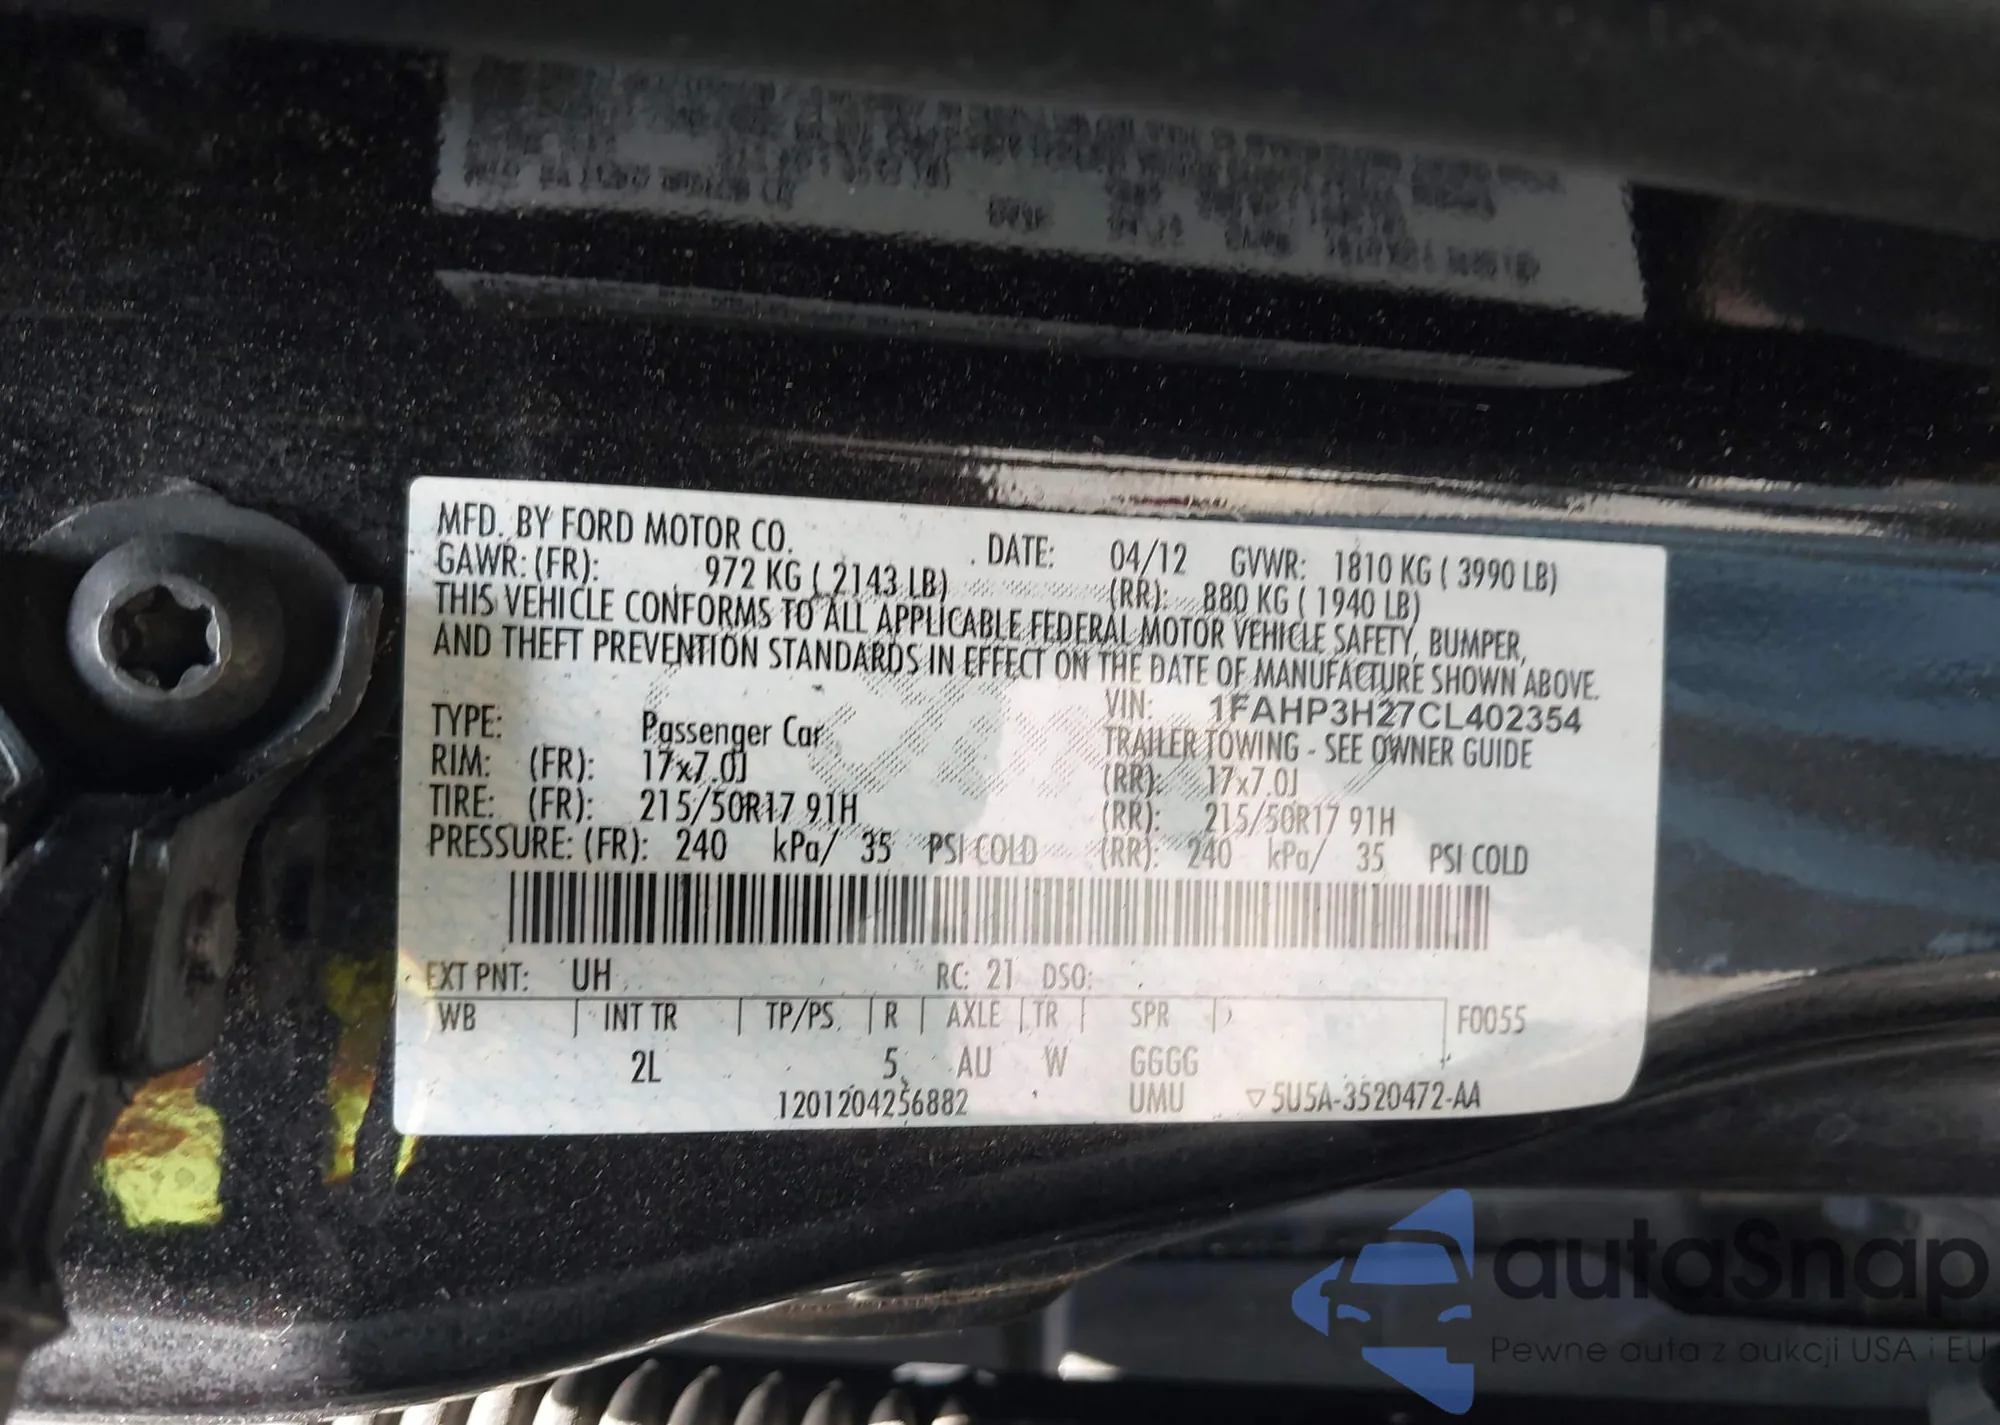 MFD. BY FORD MOTOR CO. DATE: 04/12 GVWR: 1810 KG ( 3990 LB)
GAWR: (FR): 972 KG ( 2143 LB) (RR): 880 KG ( 1940 LB)
THIS VEHICLE CONFORMS TO ALL APPLICABLE FEDERAL MOTOR VEHICLE SAFETY, BUMPER,
AND THEFT PREVENTION STANDARDS IN EFFECT ON THE DATE OF MANUFACTURE SHOWN ABOVE.
VIN: 1FAHP3H27CL402354
TYPE: Passenger Car TRAILER TOWING - SEE OWNER GUIDE
RIM: (FR): 17x7.0J (RR): 17x7.0J
TIRE: (FR): 215/50R17 91H (RR): 215/50R17 91H
PRESSURE: (FR): 240 kPa/ 35 PSI COLD (RR): 240 kPa/ 35 PSI COLD
EXT PNT: UH RC: 21 DSO:
WB INT TR TP/PS R AXLE TR SPR F0055
2L 5 AU W GGGG
1201204256882 UMU ▽5U5A-3520472-AA
autaSnap
Pewne auta z aukcji USA i EU